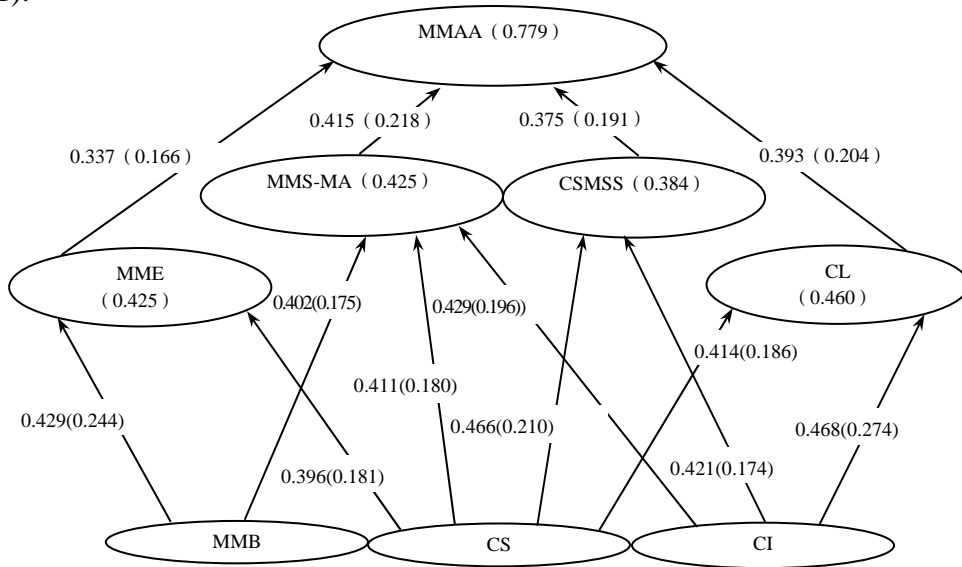 MMAA（0.779）
0.415（0.218）
0.375（0.191）
0.337（0.166）
0.393（0.204）
MMS-MA（0.425）
CSMSS（0.384）
MME
（0.425）
CL
（0.460）
0.402(0.175)
0.429(0.196)
0.414(0.186)
0.411(0.180)
0.429(0.244)
0.466(0.210)
0.468(0.274)
0.396(0.181)
0.421(0.174)
MMB
CS
CI